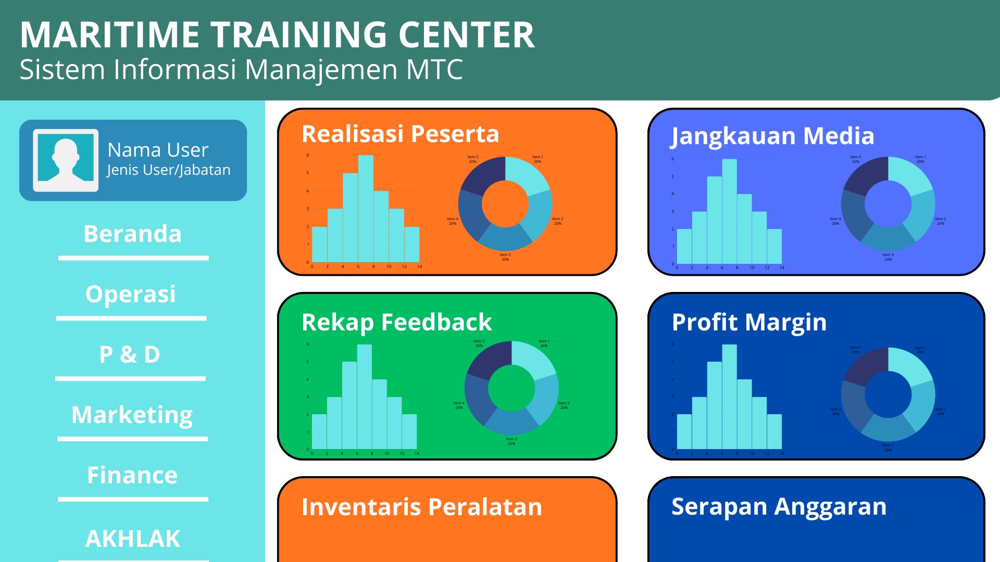 MARITIME TRAINING CENTER
Sistem Informasi Manajemen MTC
Nama User
Jenis User/Jabatan
Beranda
Operasi
P & D
Marketing
Finance
AKHLAK
Realisasi Peserta
6
5
4
3
2
1
0
0 2 4 6 8 10 12 14
Item 5
20%
Item 1
20%
Item 4
20%
Item 2
20%
Item 3
20%
Jangkauan Media
6
5
4
3
2
1
0
0 2 4 6 8 10 12 14
Item 5
20%
Item 1
20%
Item 4
20%
Item 2
20%
Item 3
20%
Rekap Feedback
6
5
4
3
2
1
0
0 2 4 6 8 10 12 14
Item 5
20%
Item 1
20%
Item 4
20%
Item 2
20%
Item 3
20%
Profit Margin
6
5
4
3
2
1
0
0 2 4 6 8 10 12 14
Item 5
20%
Item 1
20%
Item 4
20%
Item 2
20%
Item 3
20%
Inventaris Peralatan
Serapan Anggaran